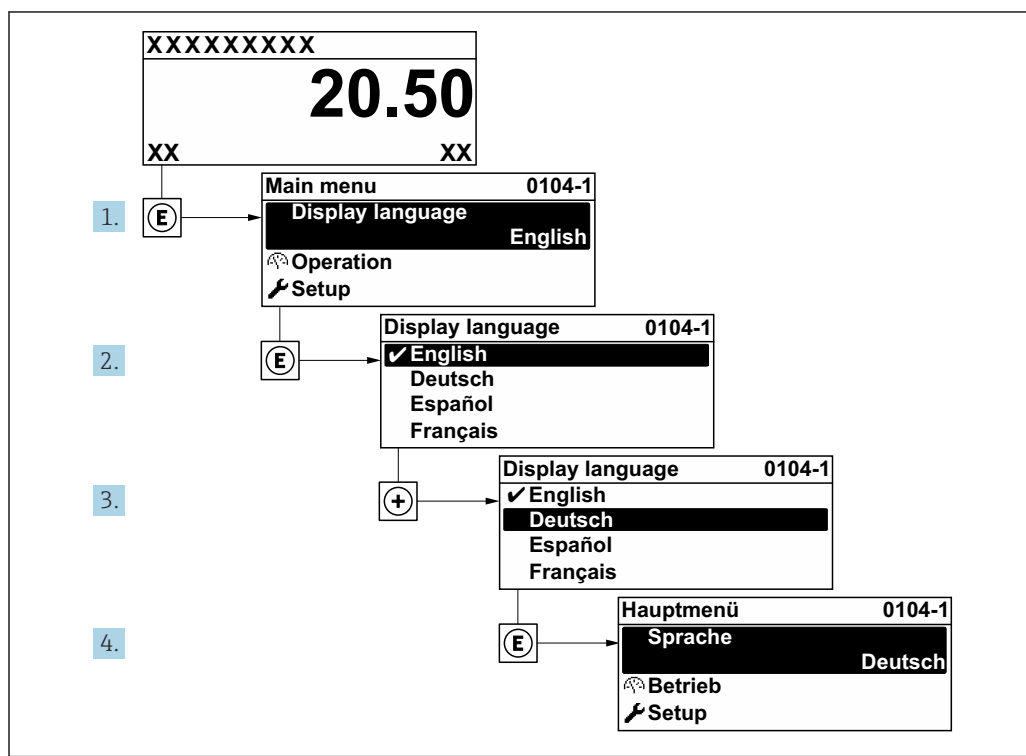 XXXXXXXXX
20.50
XX XX
1. E
Main menu 0104-1
Display language
English
Operation
Setup
2. E
Display language 0104-1
✔ English
Deutsch
Español
Français
3. +
Display language 0104-1
✔ English
Deutsch
Español
Français
4. E
Hauptmenü 0104-1
Sprache
Deutsch
Betrieb
Setup